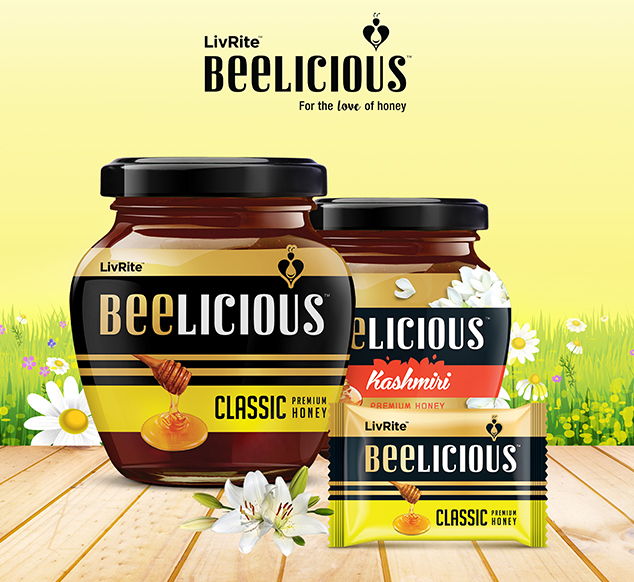 LivRite™
BEELICIOUS™
For the love of honey
LivRite™
BEELICIOUS™
CLASSIC PREMIUM HONEY
ELICIOUS™
Kashmiri
PREMIUM HONEY
LivRite™
BEELICIOUS™
CLASSIC PREMIUM HONEY